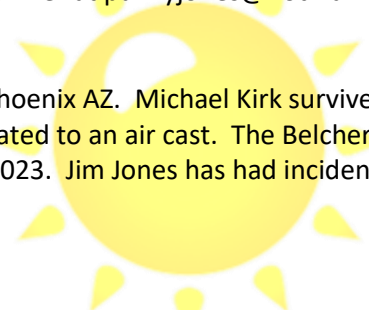 hoenix AZ. Michael Kirk survive
ated to an air cast. The Belcher
023. Jim Jones has had inciden